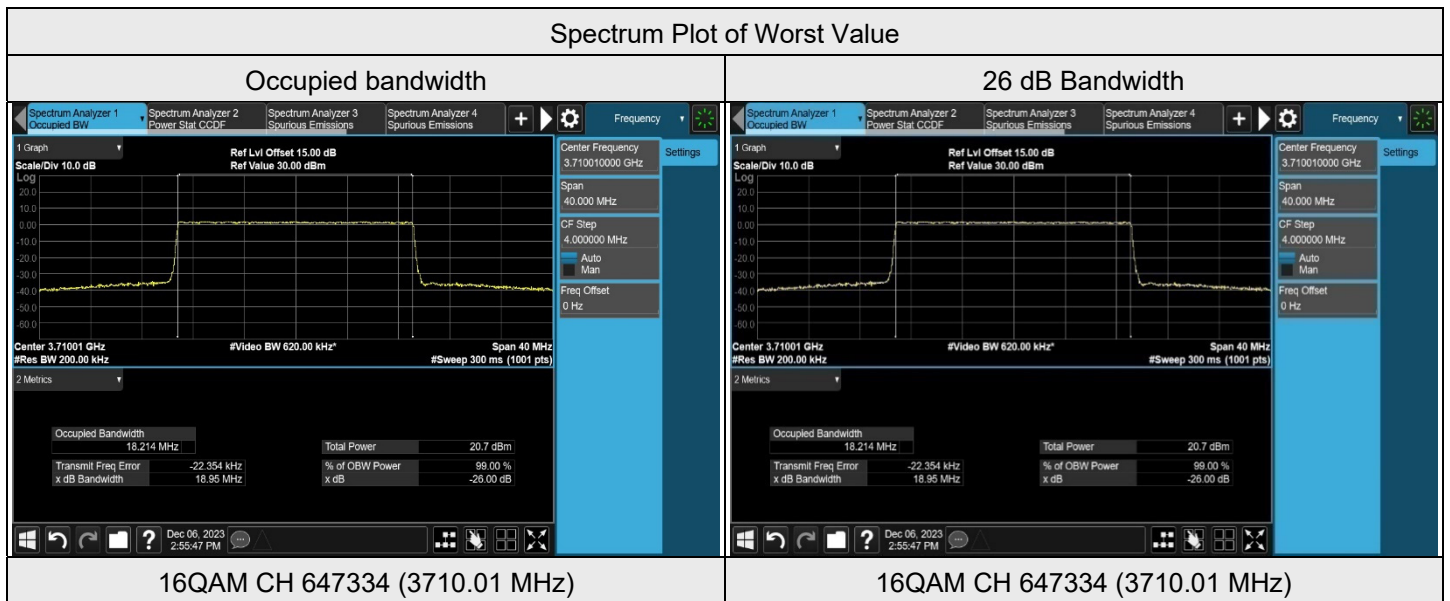 Spectrum Plot of Worst Value
Occupied bandwidth
26 dB Bandwidth
Spectrum Analyzer 1
Occupied BW
Spectrum Analyzer 2
Power Stat CCDF
Spectrum Analyzer 3
Spurious Emissions
Spectrum Analyzer 4
Spurious Emissions
Frequency
1 Graph
Scale/Div 10.0 dB
Ref Lvl Offset 15.00 dB
Ref Value 30.00 dBm
Log
20.0
10.0
0.00
-10.0
-20.0
-30.0
-40.0
-50.0
-60.0
Center 3.71001 GHz
#Res BW 200.00 kHz
#Video BW 620.00 kHz*
Span 40 MHz
#Sweep 300 ms (1001 pts)
Center Frequency
3.710010000 GHz
Settings
Span
40.000 MHz
CF Step
4.000000 MHz
Auto
Man
Freq Offset
0 Hz
2 Metrics
Occupied Bandwidth
18.214 MHz
Total Power 20.7 dBm
Transmit Freq Error -22.354 kHz
% of OBW Power 99.00 %
x dB Bandwidth 18.95 MHz
x dB -26.00 dB
?
Dec 06, 2023
2:55:47 PM
Spectrum Analyzer 1
Occupied BW
Spectrum Analyzer 2
Power Stat CCDF
Spectrum Analyzer 3
Spurious Emissions
Spectrum Analyzer 4
Spurious Emissions
Frequency
1 Graph
Scale/Div 10.0 dB
Ref Lvl Offset 15.00 dB
Ref Value 30.00 dBm
Log
20.0
10.0
0.00
-10.0
-20.0
-30.0
-40.0
-50.0
-60.0
Center 3.71001 GHz
#Res BW 200.00 kHz
#Video BW 620.00 kHz*
Span 40 MHz
#Sweep 300 ms (1001 pts)
Center Frequency
3.710010000 GHz
Settings
Span
40.000 MHz
CF Step
4.000000 MHz
Auto
Man
Freq Offset
0 Hz
2 Metrics
Occupied Bandwidth
18.214 MHz
Total Power 20.7 dBm
Transmit Freq Error -22.354 kHz
% of OBW Power 99.00 %
x dB Bandwidth 18.95 MHz
x dB -26.00 dB
?
Dec 06, 2023
2:55:47 PM
16QAM CH 647334 (3710.01 MHz)
16QAM CH 647334 (3710.01 MHz)